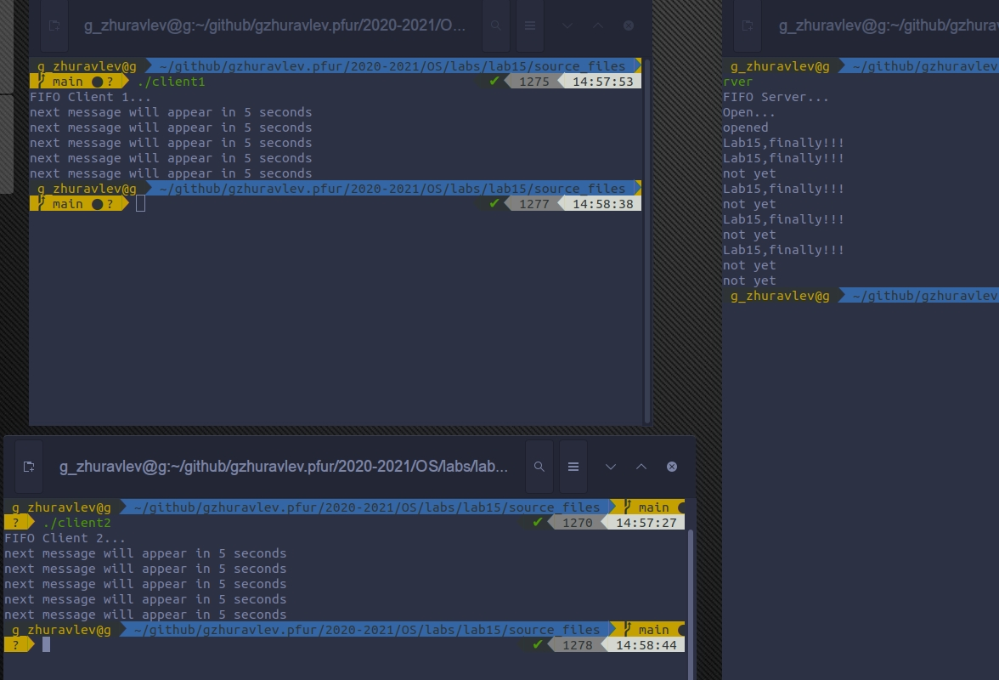 g_zhuravlev@g:~/github/gzhuravlev.pfur/2020-2021/O...
g_zhuravlev@g ~/github/gzhuravlev.pfur/2020-2021/OS/labs/lab15/source_files
main ● ? ./client1 ✔ 1275 14:57:53
FIFO Client 1...
next message will appear in 5 seconds
next message will appear in 5 seconds
next message will appear in 5 seconds
next message will appear in 5 seconds
next message will appear in 5 seconds
g_zhuravlev@g ~/github/gzhuravlev.pfur/2020-2021/OS/labs/lab15/source_files
main ● ? ✔ 1277 14:58:38
g_zhuravlev@g:~/github/gzhurav
g_zhuravlev@g ~/github/gzhuravlev
rver
FIFO Server...
Open...
opened
Lab15,finally!!!
Lab15,finally!!!
not yet
Lab15,finally!!!
not yet
Lab15,finally!!!
not yet
Lab15,finally!!!
not yet
not yet
g_zhuravlev@g ~/github/gzhuravlev
g_zhuravlev@g:~/github/gzhuravlev.pfur/2020-2021/OS/labs/lab...
g_zhuravlev@g ~/github/gzhuravlev.pfur/2020-2021/OS/labs/lab15/source_files main ●
? ./client2 ✔ 1270 14:57:27
FIFO Client 2...
next message will appear in 5 seconds
next message will appear in 5 seconds
next message will appear in 5 seconds
next message will appear in 5 seconds
next message will appear in 5 seconds
g_zhuravlev@g ~/github/gzhuravlev.pfur/2020-2021/OS/labs/lab15/source_files main ●
? ✔ 1278 14:58:44